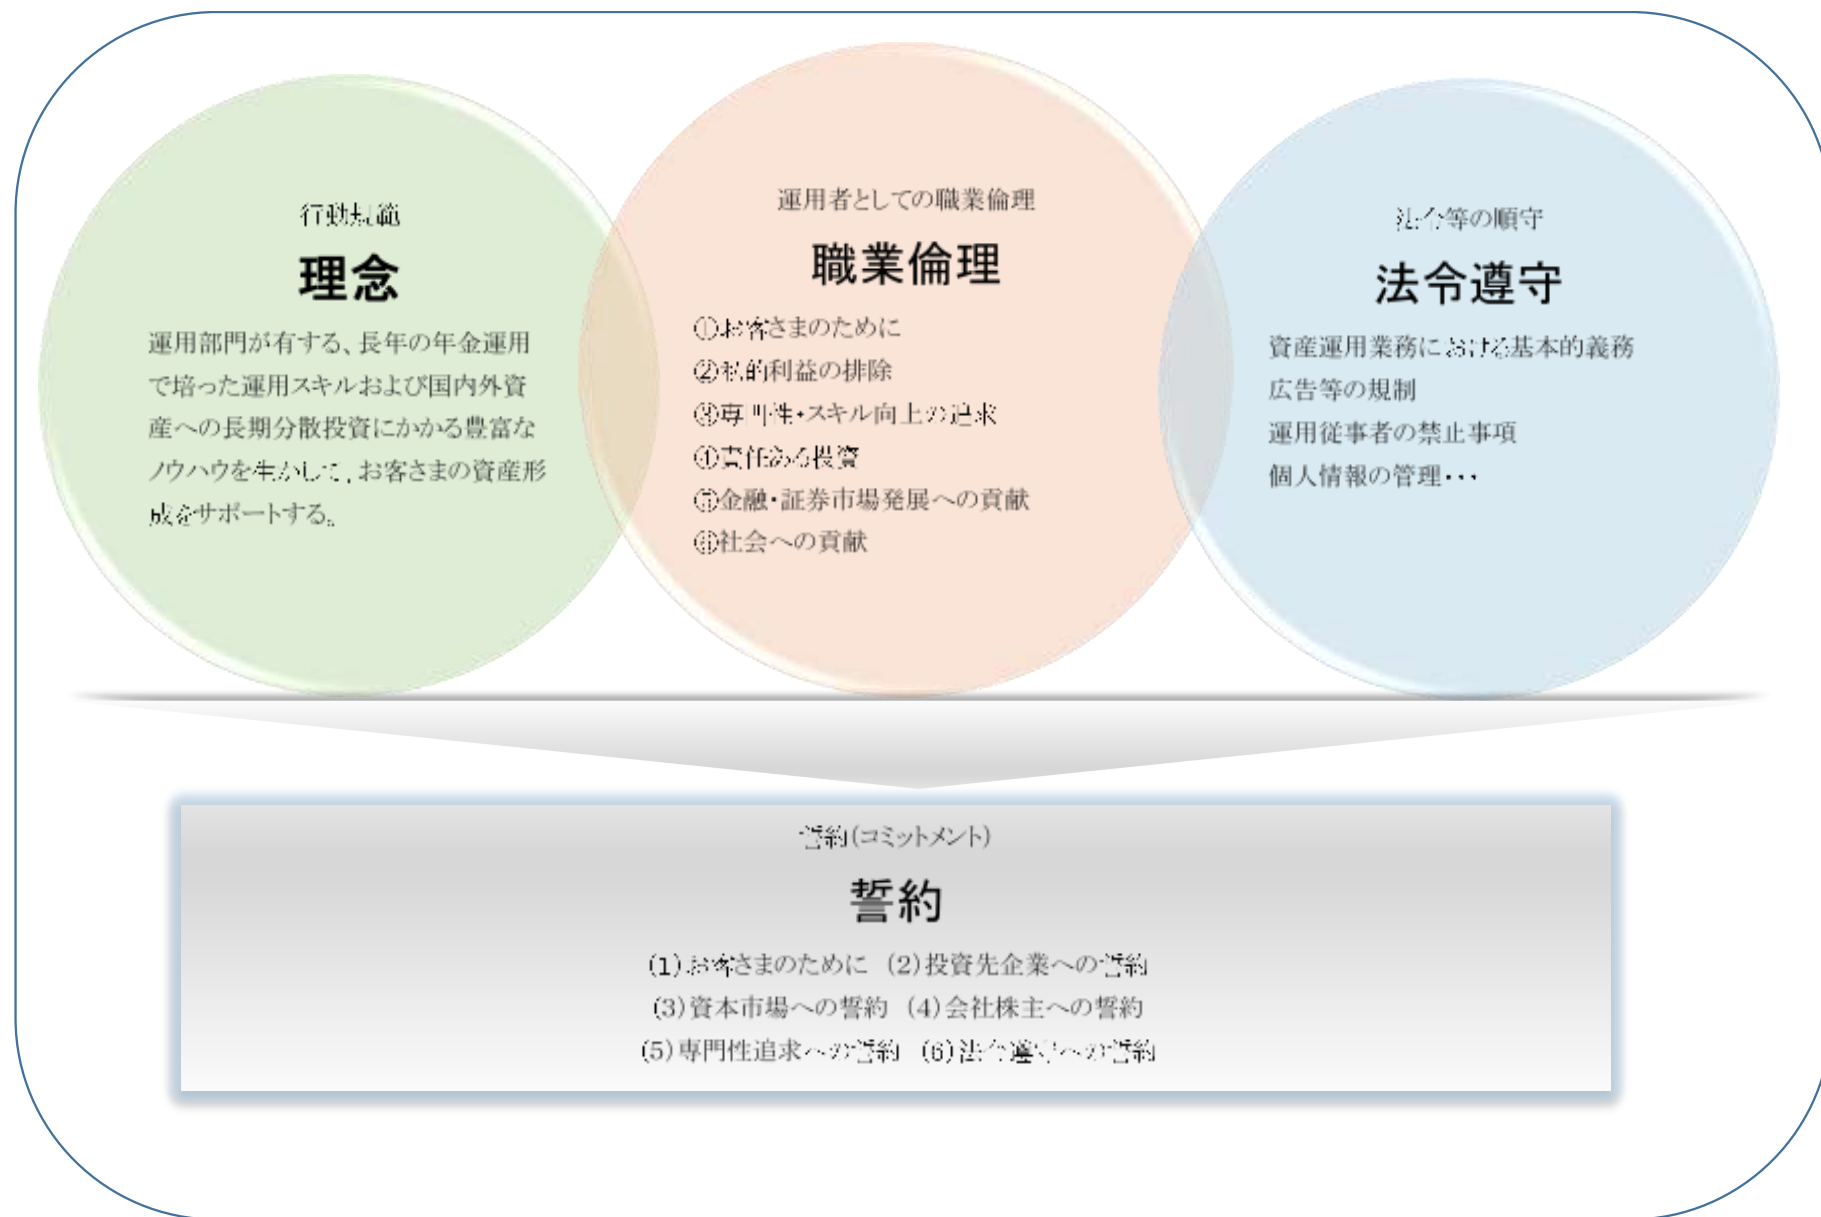 行動規範
理念
運用部門が有する、長年の年金運用
で培った運用スキルおよび国内外資
産への長期分散投資にかかる豊富な
ノウハウを生かして、お客さまの資産形
成をサポートする。
運用者としての職業倫理
職業倫理
①お客さまのために
②私的利益の排除
③専門性・スキル向上の追求
④責任ある投資
⑤金融・証券市場発展への貢献
⑥社会への貢献
法令等の順守
法令遵守
資産運用業務における基本的義務
広告等の規制
運用従事者の禁止事項
個人情報の管理・・・
誓約(コミットメント)
誓約
(1)お客さまのために (2)投資先企業への誓約
(3)資本市場への誓約 (4)会社株主への誓約
(5)専門性追求への誓約 (6)法令遵守への誓約